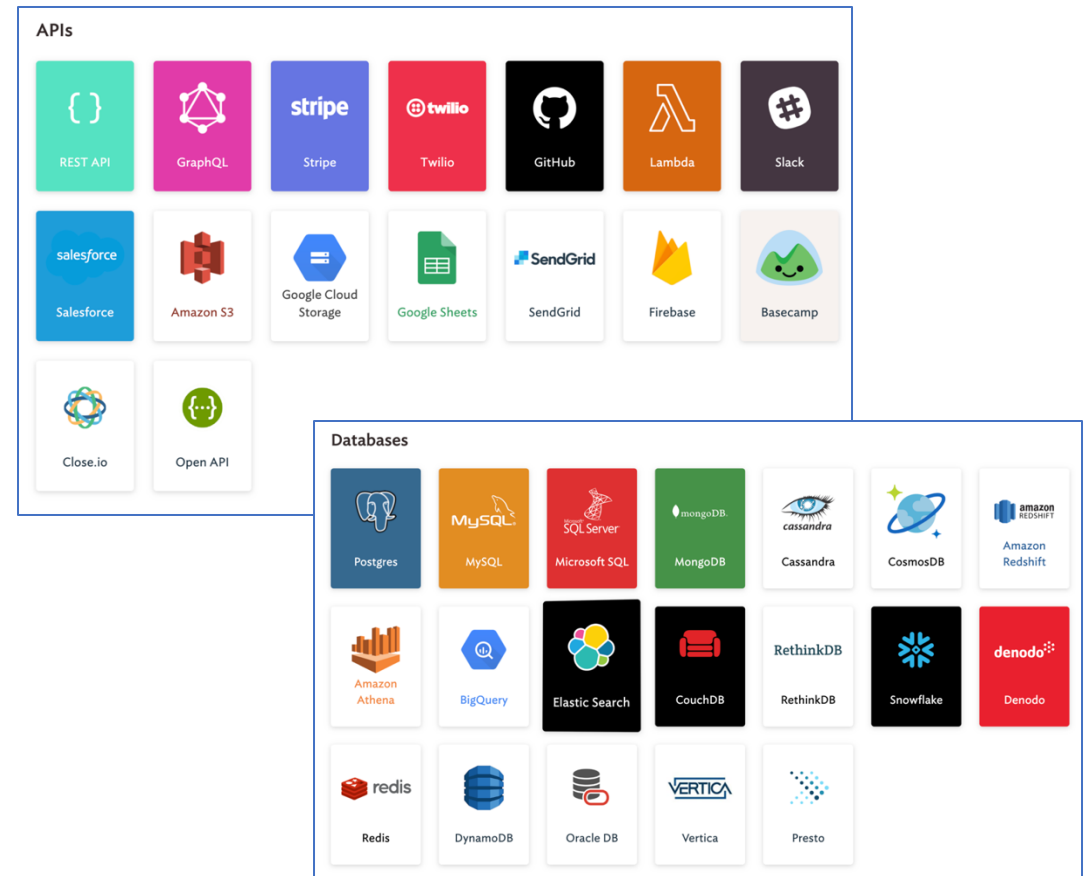 APIs
REST API
GraphQL
stripe
Stripe
twilio
Twilio
GitHub
Lambda
Slack
salesforce
Salesforce
Amazon S3
Google Cloud
Storage
Google Sheets
SendGrid
SendGrid
Firebase
Basecamp
Close.io
Open API
Databases
Postgres
MySQL
MySQL
Microsoft
SQL Server
Microsoft SQL
mongoDB.
MongoDB
cassandra
Cassandra
CosmosDB
amazon
REDSHIFT
Amazon
Redshift
Amazon
Athena
BigQuery
Elastic Search
CouchDB
RethinkDB
RethinkDB
Snowflake
denodo
Denodo
redis
Redis
DynamoDB
Oracle DB
VERTICA
Vertica
Presto